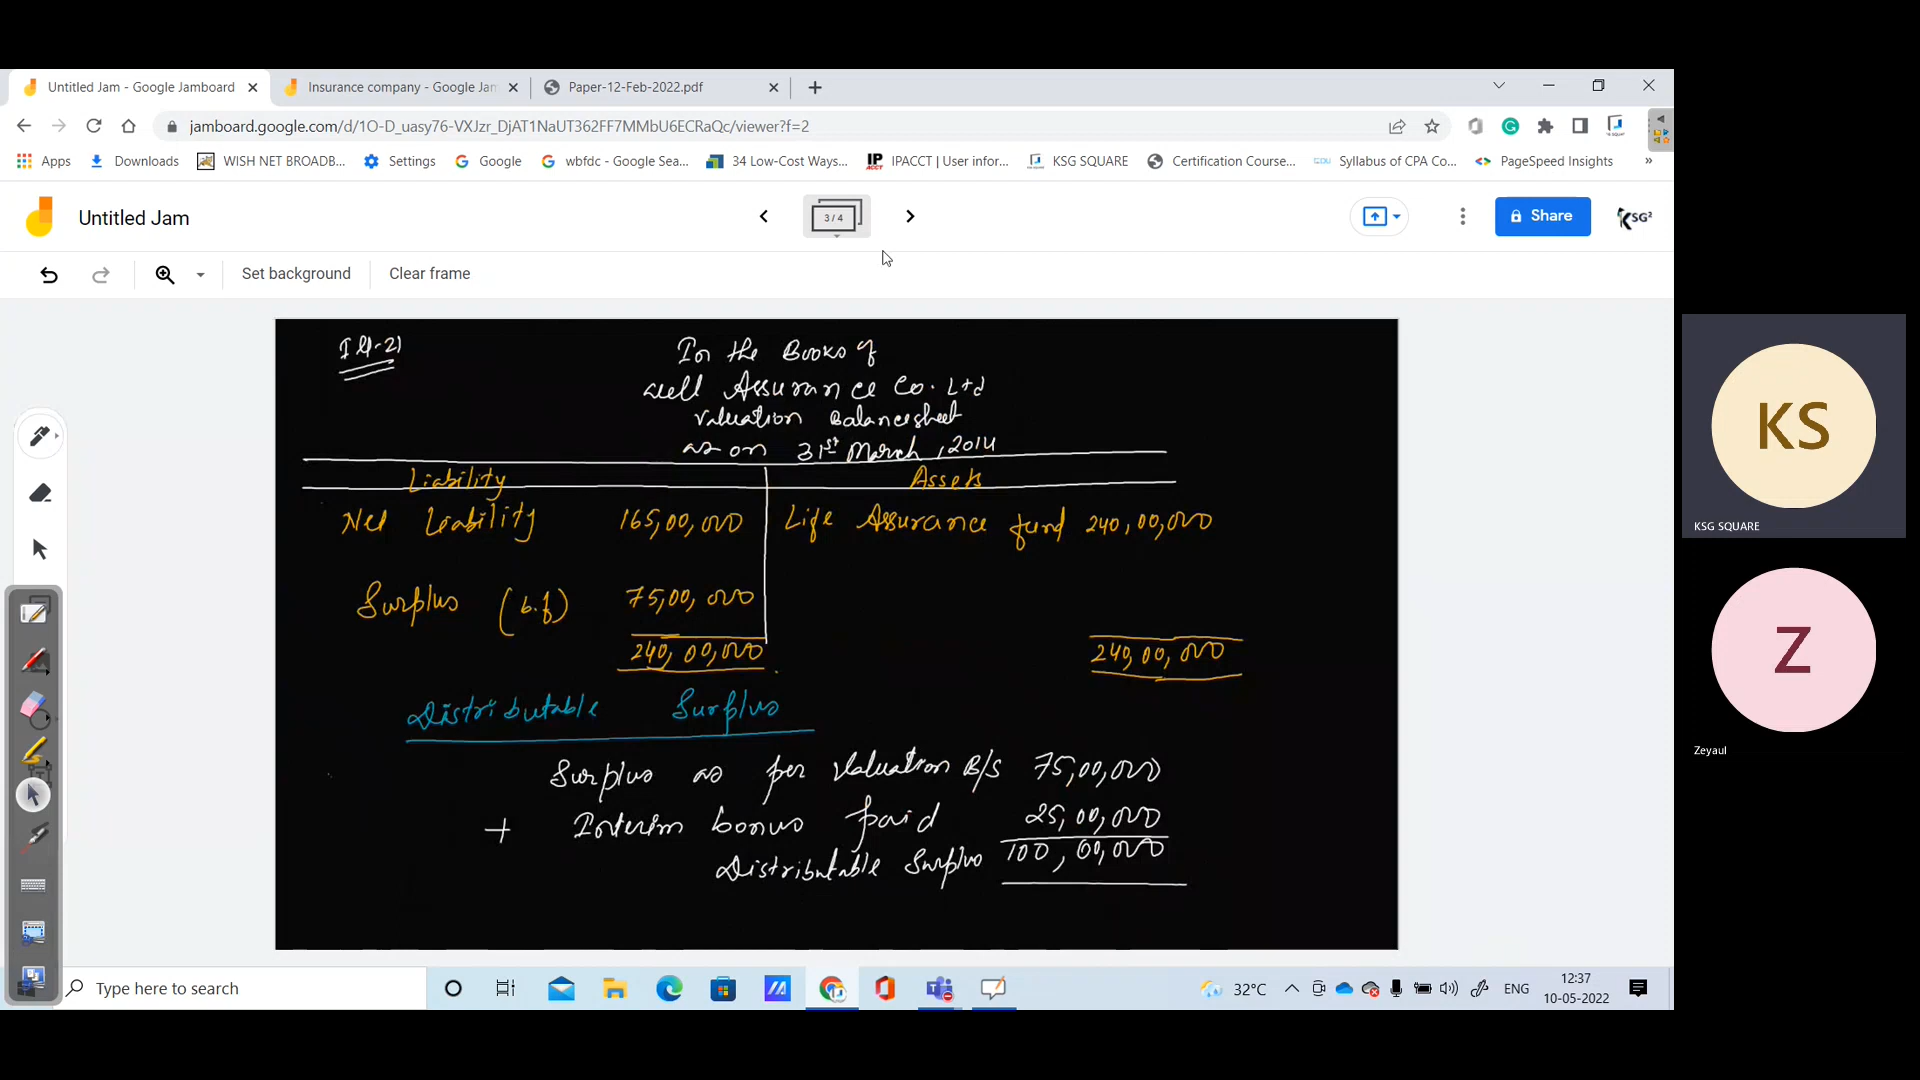 Untitled Jam - Google Jamboard
Insurance company - Google Jam
Paper-12-Feb-2022.pdf
jamboard.google.com/d/1O-D_uasy76-VXJzr_DjAT1NaUT362FF7MMbU6ECRaQc/viewer?f=2
Apps Downloads WISH NET BROADB... Settings Google wbfdc - Google Sea... 34 Low-Cost Ways... IPACCT | User infor... KSG SQUARE Certification Course... Syllabus of CPA Co... PageSpeed Insights »
Untitled Jam
3 / 4
Share
KSG²
Set background Clear frame
In the Books of
Well Assurance Co. Ltd
Valuation Balancesheet
as on 31st March, 2014
Liability Assets
Net Liability 165,00,000 Life Assurance fund 240,00,000
Surplus (b.f) 75,00,000
240,00,000 240,00,000
Distributable Surplus
Surplus as per Valuation B/S 75,00,000
+ Interim bonus paid 25,00,000
Distributable Surplus 100,00,000
KS
KSG SQUARE
Z
Zeyaul
Type here to search
32°C
ENG
12:37
10-05-2022